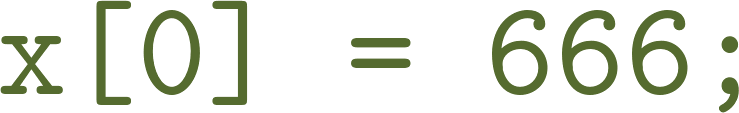 x[0] = 666;